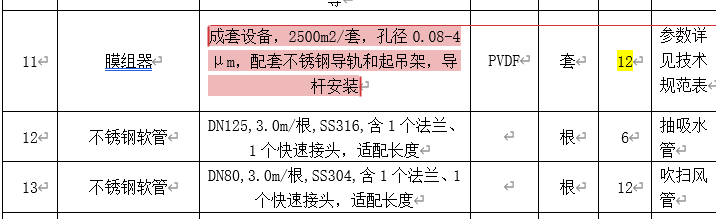 成套设备，2500m2/套，孔径 0.08-4
11 膜组器 μm，配套不锈钢导轨和起吊架，导 PVDF 套 12 参数详见技术规范表
杆安装
12 不锈钢软管 DN125,3.0m/根,SS316,含 1 个法兰、 根 6 抽吸水管
1 个快速接头，适配长度
13 不锈钢软管 DN80,3.0m/根,SS304,含 1 个法兰、1 根 12 吹扫风管
个快速接头，适配长度